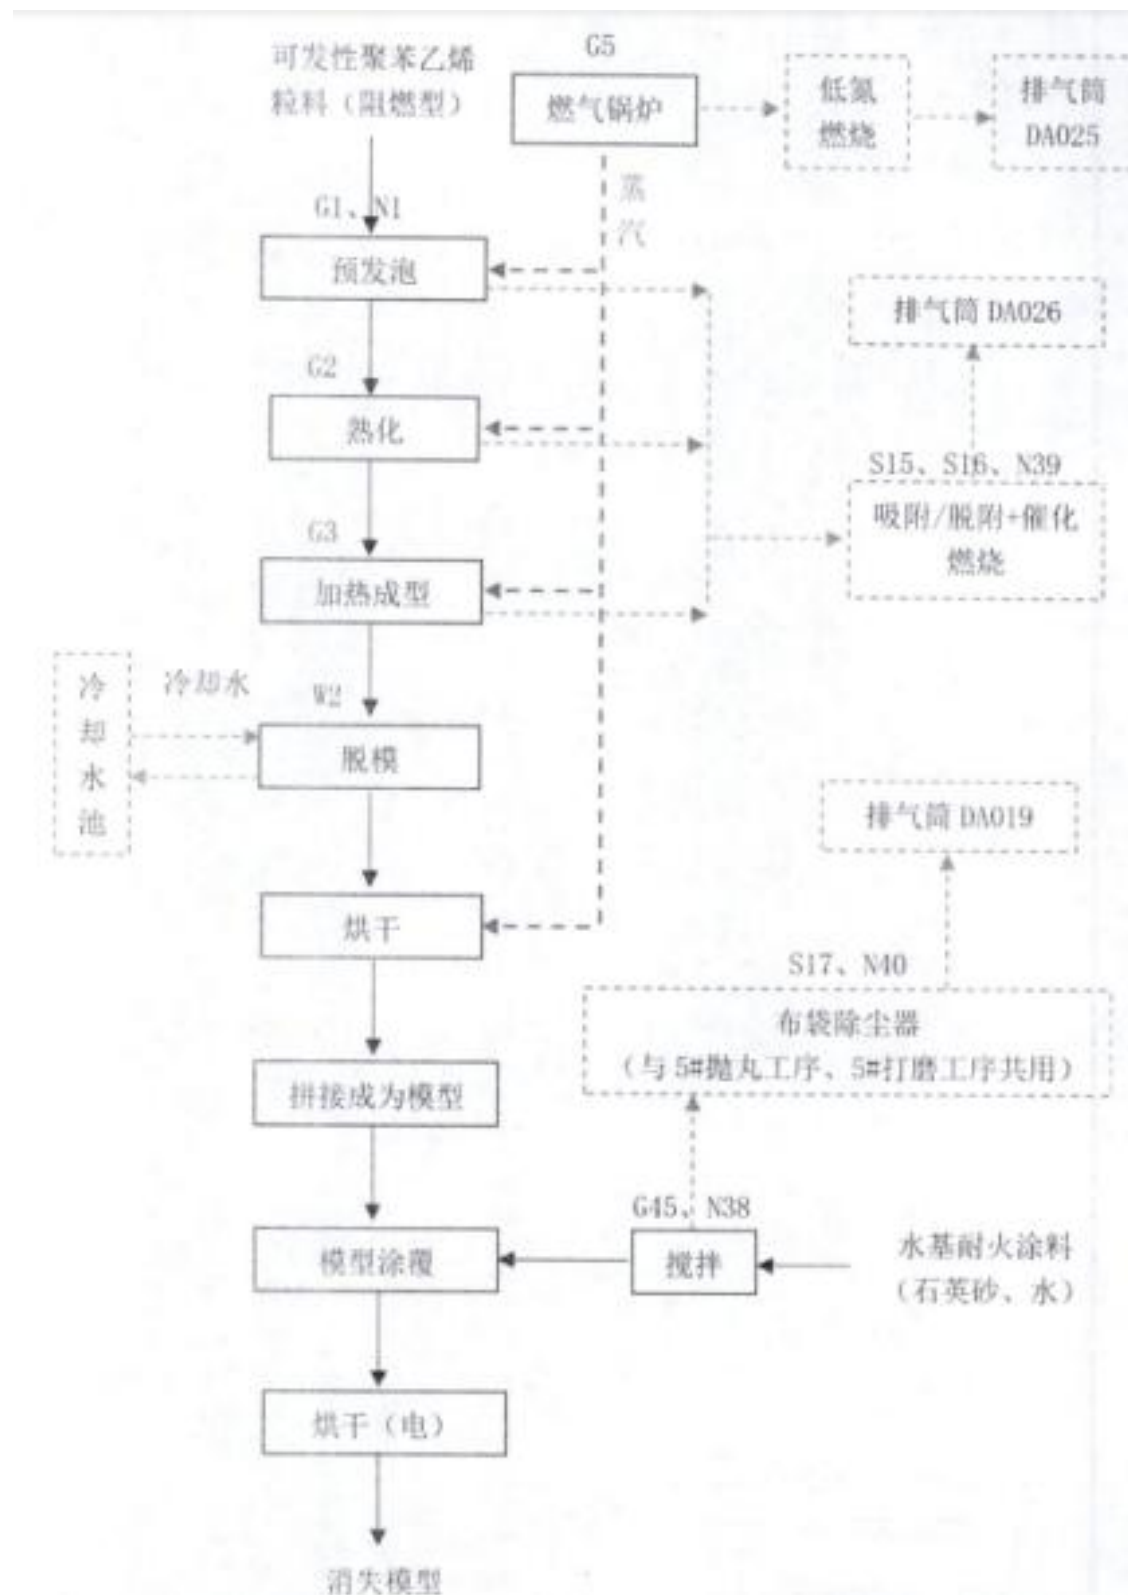 可发性聚苯乙烯
粒料（阻燃型）
G5
燃气锅炉
低氮
燃烧
排气筒
DA025
蒸
汽
G1、N1
预发泡
排气筒 DA026
G2
熟化
S15、S16、N39
吸附/脱附+催化
燃烧
G3
加热成型
冷
却
水
池
冷却水
W2
脱模
排气筒 DA019
烘干
S17、N40
布袋除尘器
（与 5#抛丸工序、5#打磨工序共用）
拼接成为模型
G45、N38
模型涂覆
搅拌
水基耐火涂料
（石英砂、水）
烘干（电）
消失模型